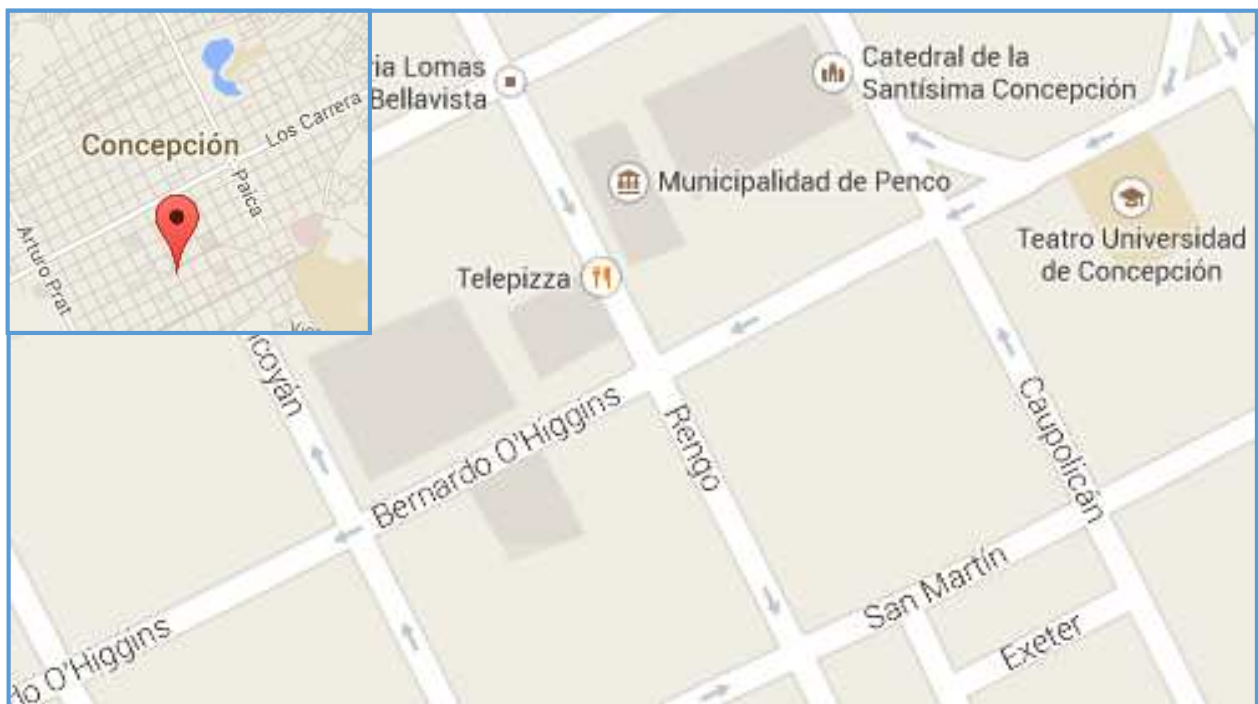 Concepción
Los Carrera
Paica
Arturo Prat
ria Lomas
Bellavista
Catedral de la
Santísima Concepción
Municipalidad de Penco
Teatro Universidad
de Concepción
Telepizza
coyán
Bernardo O'Higgins
Rengo
Caupolicán
San Martín
Exeter
do O'Higgins